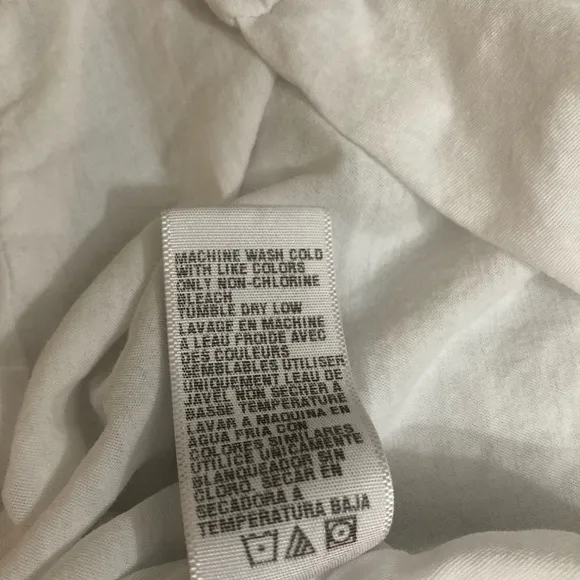 MACHINE WASH COLD
WITH LIKE COLORS
ONLY NON-CHLORINE
BLEACH
TUMBLE DRY LOW
LAVAGE EN MACHINE
A LEAU FROIDE AVEC
DES COULEURS
SEMBLABLES UTILISER
UNIQUEMENT LEAU DE
JAVEL NON SECHER À
BASSE TEMPERATURE
LAVAR A MAQUINA EN
AGUA FRIA CON
COLORES SIMILARES
UTILICE UNICAMENTE
BLANQUEADOR SIN
CLORO, SECAR EN
SECADORA A
TEMPERATURA BAJA